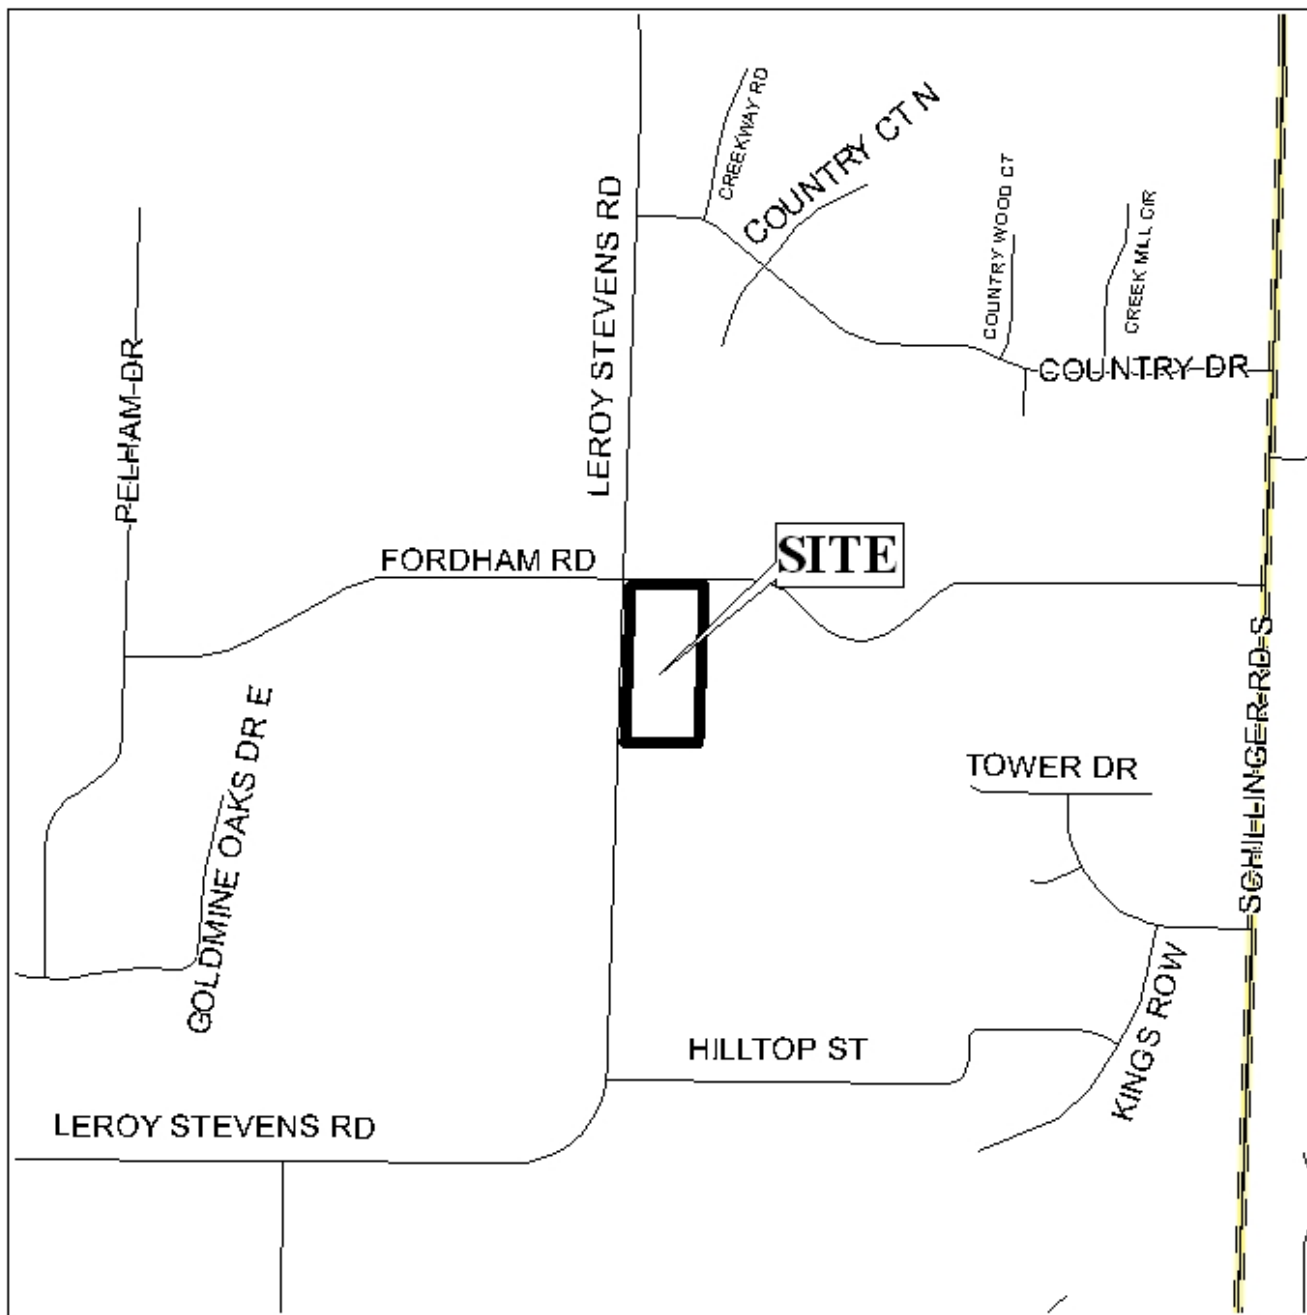 CREEKWAY RD
COUNTRY CT N
LEROY STEVENS RD
COUNTRY WOOD CT
CREEK MILL CIR
COUNTRY DR
PELHAM DR
FORDHAM RD
SITE
GOLDMINE OAKS DR E
SCHILLINGER RD S
TOWER DR
HILLTOP ST
KINGS ROW
LEROY STEVENS RD